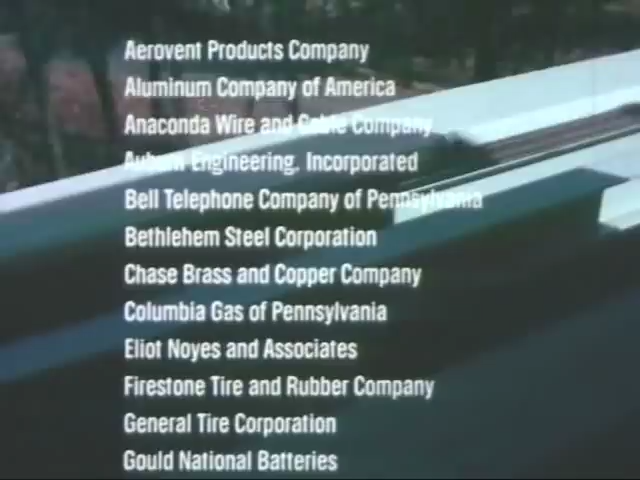 Aerovent Products Company
Aluminum Company of America
Anaconda Wire and Cable Company
Auburn Engineering, Incorporated
Bell Telephone Company of Pennsylvania
Bethlehem Steel Corporation
Chase Brass and Copper Company
Columbia Gas of Pennsylvania
Eliot Noyes and Associates
Firestone Tire and Rubber Company
General Tire Corporation
Gould National Batteries